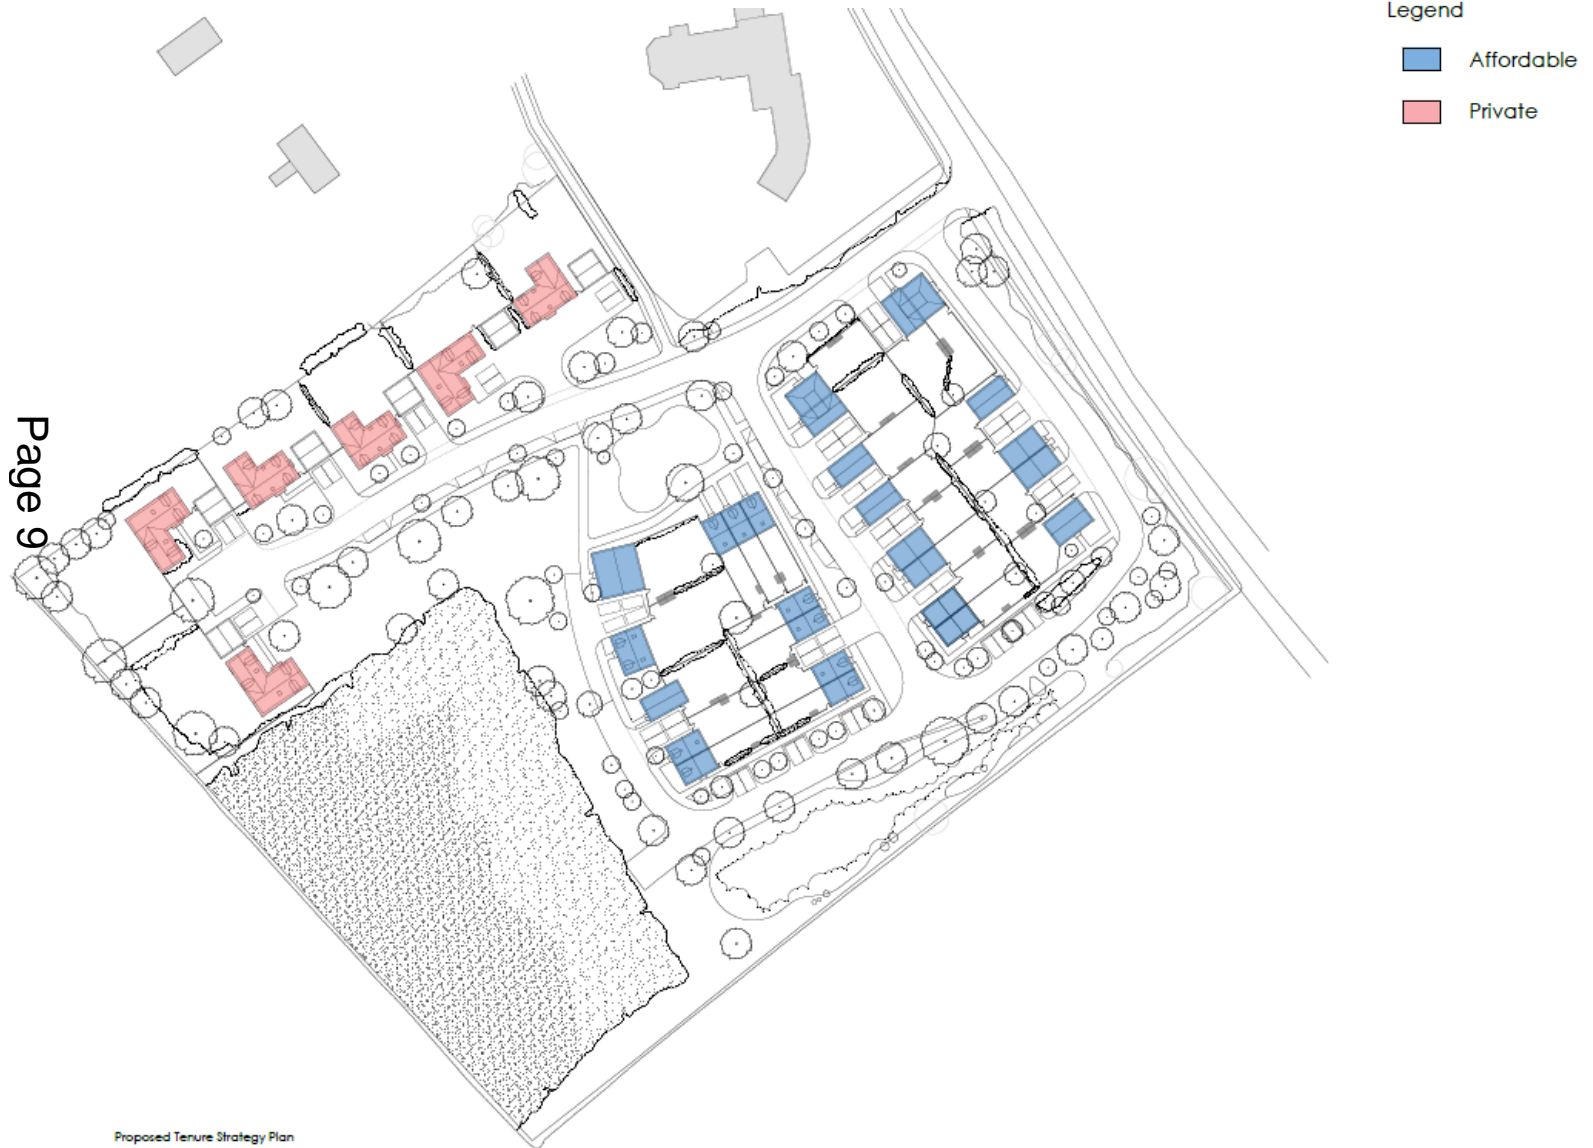 Legend
Affordable
Private
Page 9
Proposed Tenure Strategy Plan